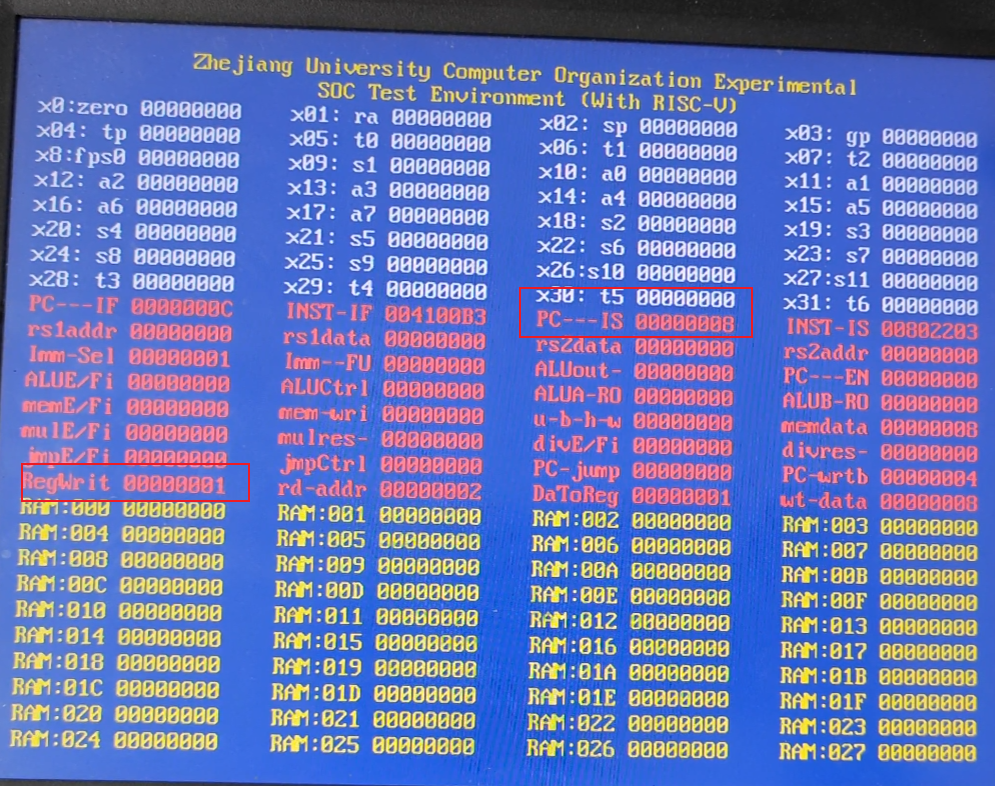 Zhejiang University Computer Organization Experimental
SOC Test Environment (With RISC-V)
x0:zero 00000000 x01: ra 00000000 x02: sp 00000000 x03: gp 00000000
x04: tp 00000000 x05: t0 00000000 x06: t1 00000000 x07: t2 00000000
x8:fps0 00000000 x09: s1 00000000 x10: a0 00000000 x11: a1 00000000
x12: a2 00000000 x13: a3 00000000 x14: a4 00000000 x15: a5 00000000
x16: a6 00000000 x17: a7 00000000 x18: s2 00000000 x19: s3 00000000
x20: s4 00000000 x21: s5 00000000 x22: s6 00000000 x23: s7 00000000
x24: s8 00000000 x25: s9 00000000 x26:s10 00000000 x27:s11 00000000
x28: t3 00000000 x29: t4 00000000 x30: t5 00000000 x31: t6 00000000
PC---IF 0000000C INST-IF 004100B3 PC---IS 00000008 INST-IS 00802203
rs1addr 00000000 rs1data 00000000 rs2data 00000000 rs2addr 00000000
Imm-Sel 00000001 Imm--FU 00000000 ALUout- 00000000 PC---EN 00000000
ALUE/Fi 00000000 ALUCtrl 00000000 ALUA-RO 00000000 ALUB-RO 00000000
memE/Fi 00000000 mem-wri 00000000 u-b-h-w 00000000 memdata 00000008
mulE/Fi 00000000 mulres- 00000000 divE/Fi 00000000 divres- 00000000
jmpE/Fi 00000000 jmpCtrl 00000000 PC-jump 00000000 PC-wrtb 00000004
RegWrit 00000001 rd-addr 00000002 DaToReg 00000001 wt-data 00000008
RAM:000 00000000 RAM:001 00000000 RAM:002 00000000 RAM:003 00000000
RAM:004 00000000 RAM:005 00000000 RAM:006 00000000 RAM:007 00000000
RAM:008 00000000 RAM:009 00000000 RAM:00A 00000000 RAM:00B 00000000
RAM:00C 00000000 RAM:00D 00000000 RAM:00E 00000000 RAM:00F 00000000
RAM:010 00000000 RAM:011 00000000 RAM:012 00000000 RAM:013 00000000
RAM:014 00000000 RAM:015 00000000 RAM:016 00000000 RAM:017 00000000
RAM:018 00000000 RAM:019 00000000 RAM:01A 00000000 RAM:01B 00000000
RAM:01C 00000000 RAM:01D 00000000 RAM:01E 00000000 RAM:01F 00000000
RAM:020 00000000 RAM:021 00000000 RAM:022 00000000 RAM:023 00000000
RAM:024 00000000 RAM:025 00000000 RAM:026 00000000 RAM:027 00000000